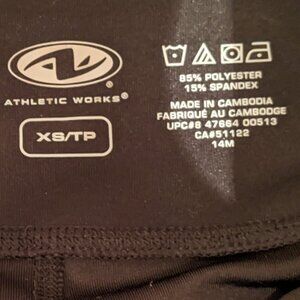 ATHLETIC WORKS®
XS/TP
85% POLYESTER
15% SPANDEX
MADE IN CAMBODIA
FABRIQUÉ AU CAMBODGE
UPC#8 47664 00513
CA#51122
14M